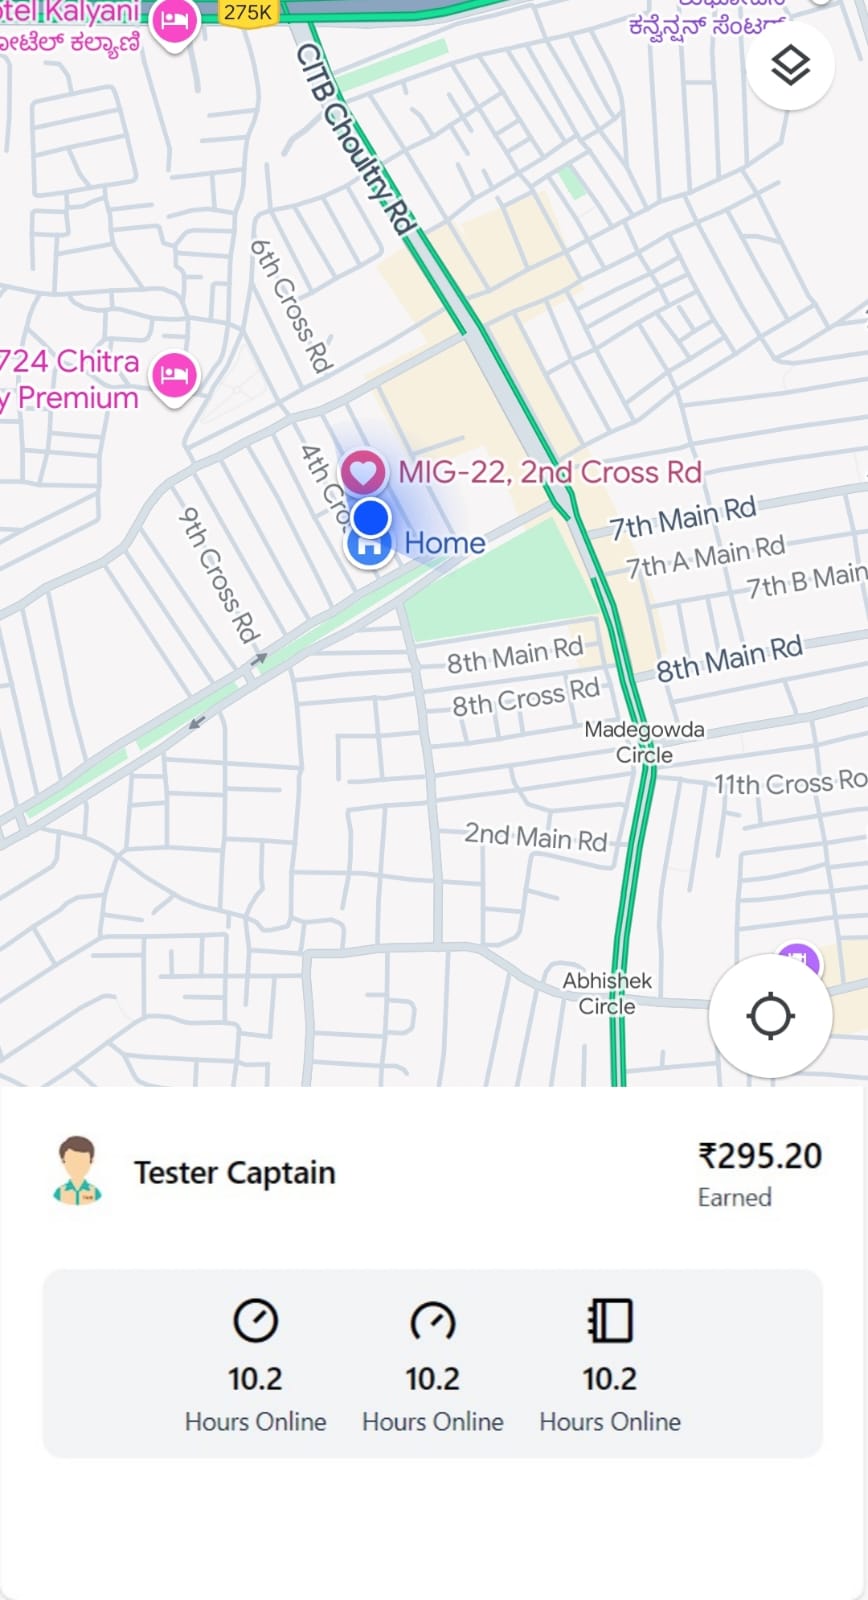 otel Kalyani
ೋಟೆಲ್ ಕಲ್ಯಾಣಿ
275K
ಕನ್ವೆನ್ಷನ್ ಸೆಂಟರ್
CITB Choultry Rd
6th Cross Rd
724 Chitra
y Premium
4th Cro
MIG-22, 2nd Cross Rd
Home
9th Cross Rd
7th Main Rd
7th A Main Rd
7th B Main
8th Main Rd
8th Main Rd
8th Cross Rd
Madegowda
Circle
11th Cross Ro
2nd Main Rd
Abhishek
Circle
Tester Captain
₹295.20
Earned
10.2
Hours Online
10.2
Hours Online
10.2
Hours Online